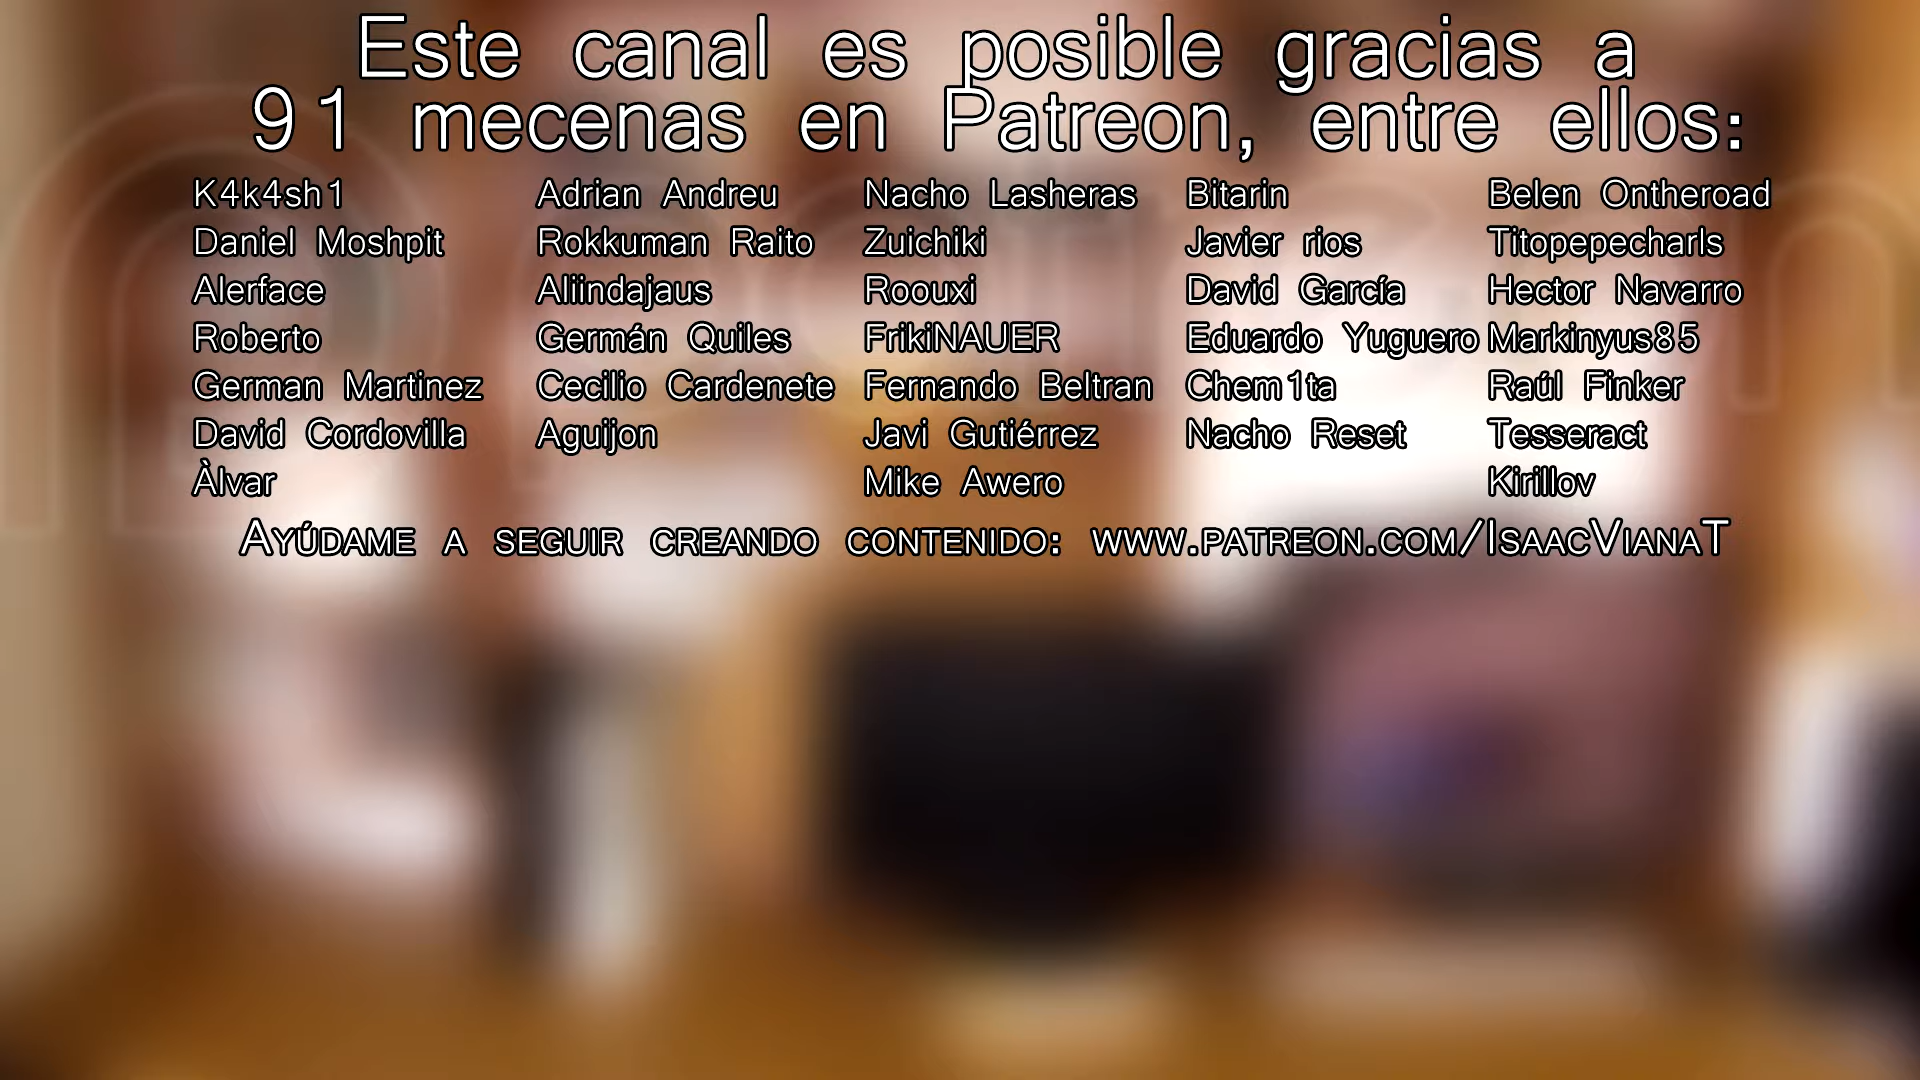 Este canal es posible gracias a
91 mecenas en Patreon, entre ellos:
K4k4sh1 Adrian Andreu Nacho Lasheras Bitarin Belen Ontheroad
Daniel Moshpit Rokkuman Raito Zuichiki Javier rios Titopepecharls
Alerface Aliindajaus Roouxi David García Hector Navarro
Roberto Germán Quiles FrikiNAUER Eduardo Yuguero Markinyus85
German Martinez Cecilio Cardenete Fernando Beltran Chem1ta Raúl Finker
David Cordovilla Aguijon Javi Gutiérrez Nacho Reset Tesseract
Àlvar Mike Awero Kirillov
Ayúdame a seguir creando contenido: www.patreon.com/IsaacVianaT